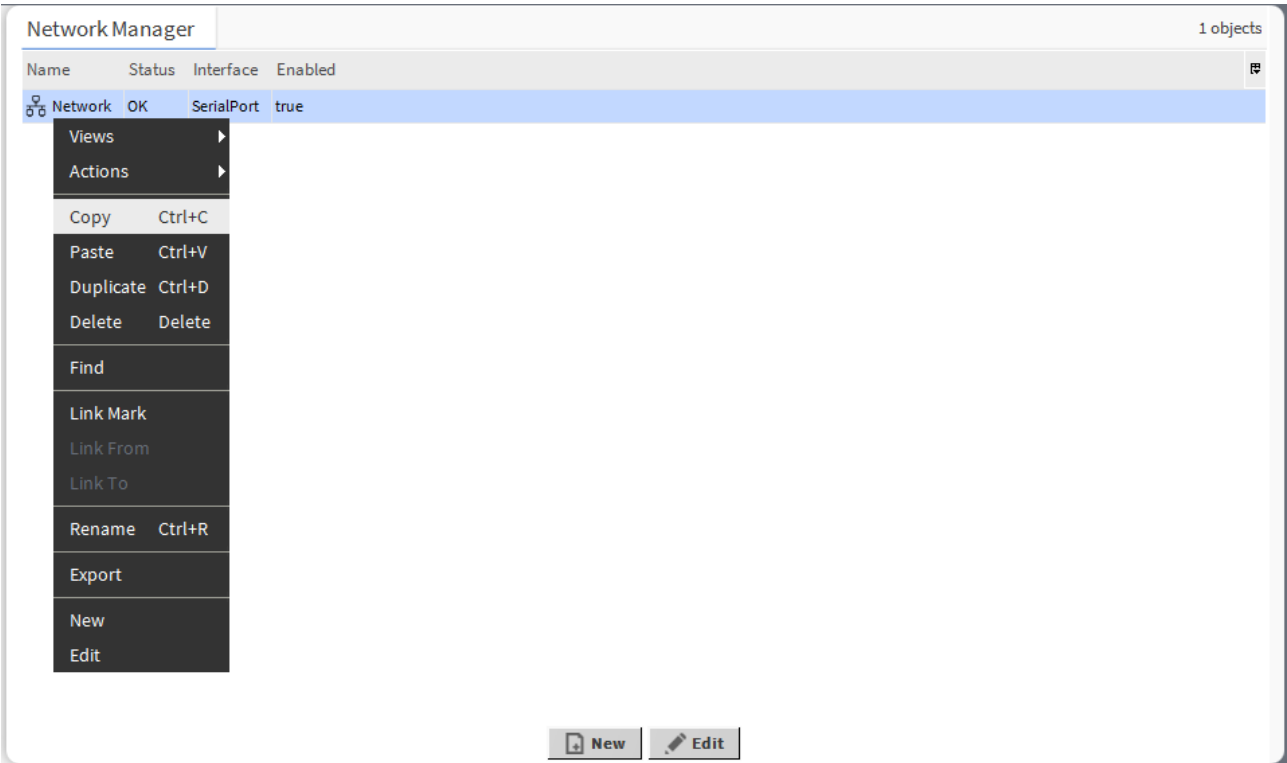 Network Manager 1 objects
Name Status Interface Enabled
Network OK SerialPort true
Views
Actions
Copy Ctrl+C
Paste Ctrl+V
Duplicate Ctrl+D
Delete Delete
Find
Link Mark
Link From
Link To
Rename Ctrl+R
Export
New
Edit
New Edit